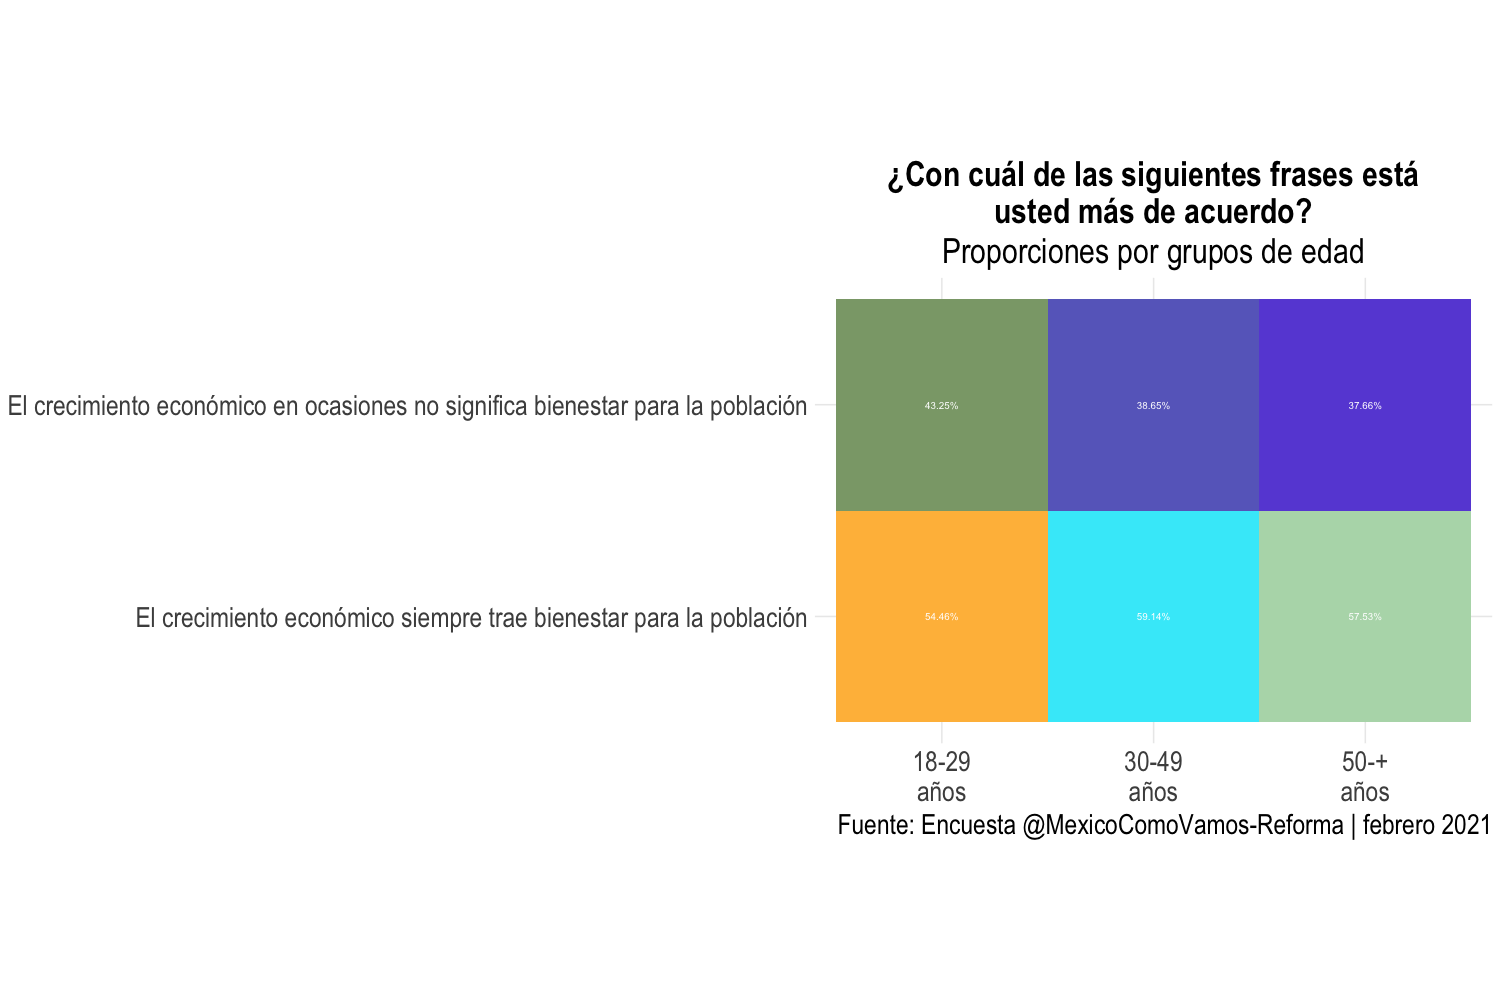 ¿Con cuál de las siguientes frases está
usted más de acuerdo?
Proporciones por grupos de edad
El crecimiento económico en ocasiones no significa bienestar para la población
43.25%
38.65%
37.66%
El crecimiento económico siempre trae bienestar para la población
54.46%
59.14%
57.53%
18-29
años
30-49
años
50-+
años
Fuente: Encuesta @MexicoComoVamos-Reforma | febrero 2021